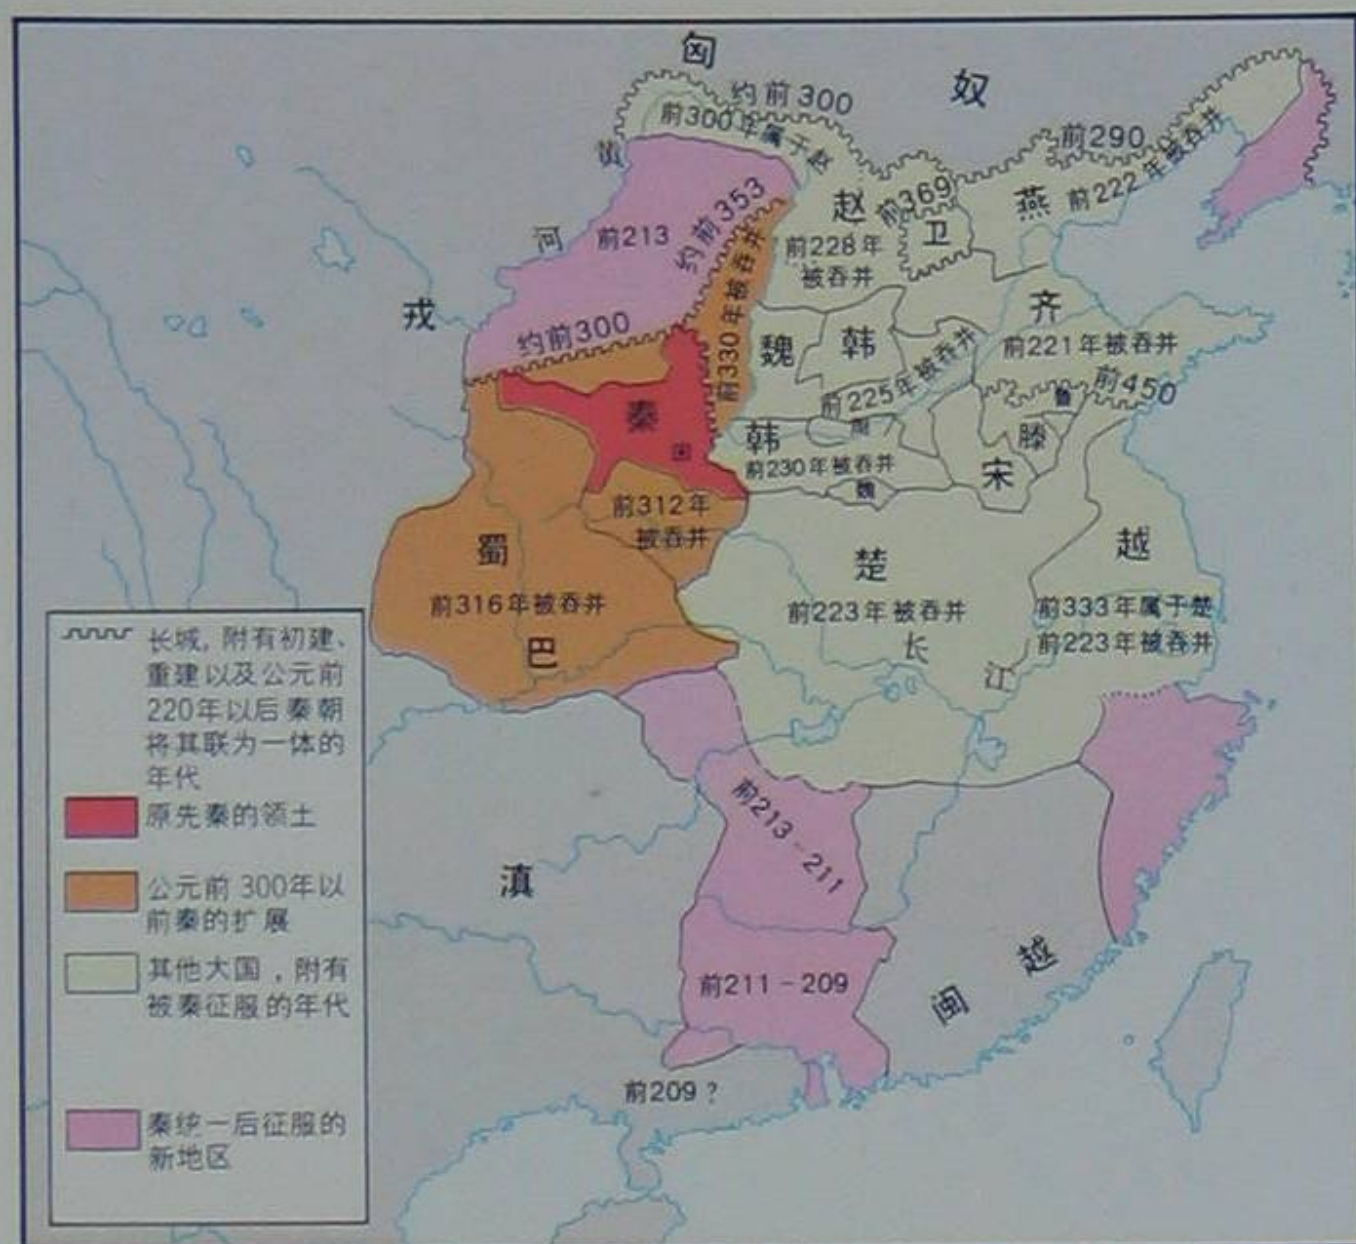 匈
奴
约前300
前300年属于赵
前290
黄
河
前213
约前353
前369
赵
前228年
被吞并
卫
燕
前222年被吞并
戎
约前300
前330年被吞并
魏
韩
前225年被吞并
齐
前221年被吞并
前450
鲁
滕
宋
秦
韩
周
前230年被吞并
魏
前312年
被吞并
蜀
前316年被吞并
巴
楚
前223年被吞并
越
前333年属于楚
前223年被吞并
长
江
前213-211
滇
前211-209
闽
越
前209?
长城,附有初建、
重建以及公元前
220年以后秦朝
将其联为一体的
年代
原先秦的领土
公元前300年以
前秦的扩展
其他大国,附有
被秦征服的年代
秦统一后征服的
新地区